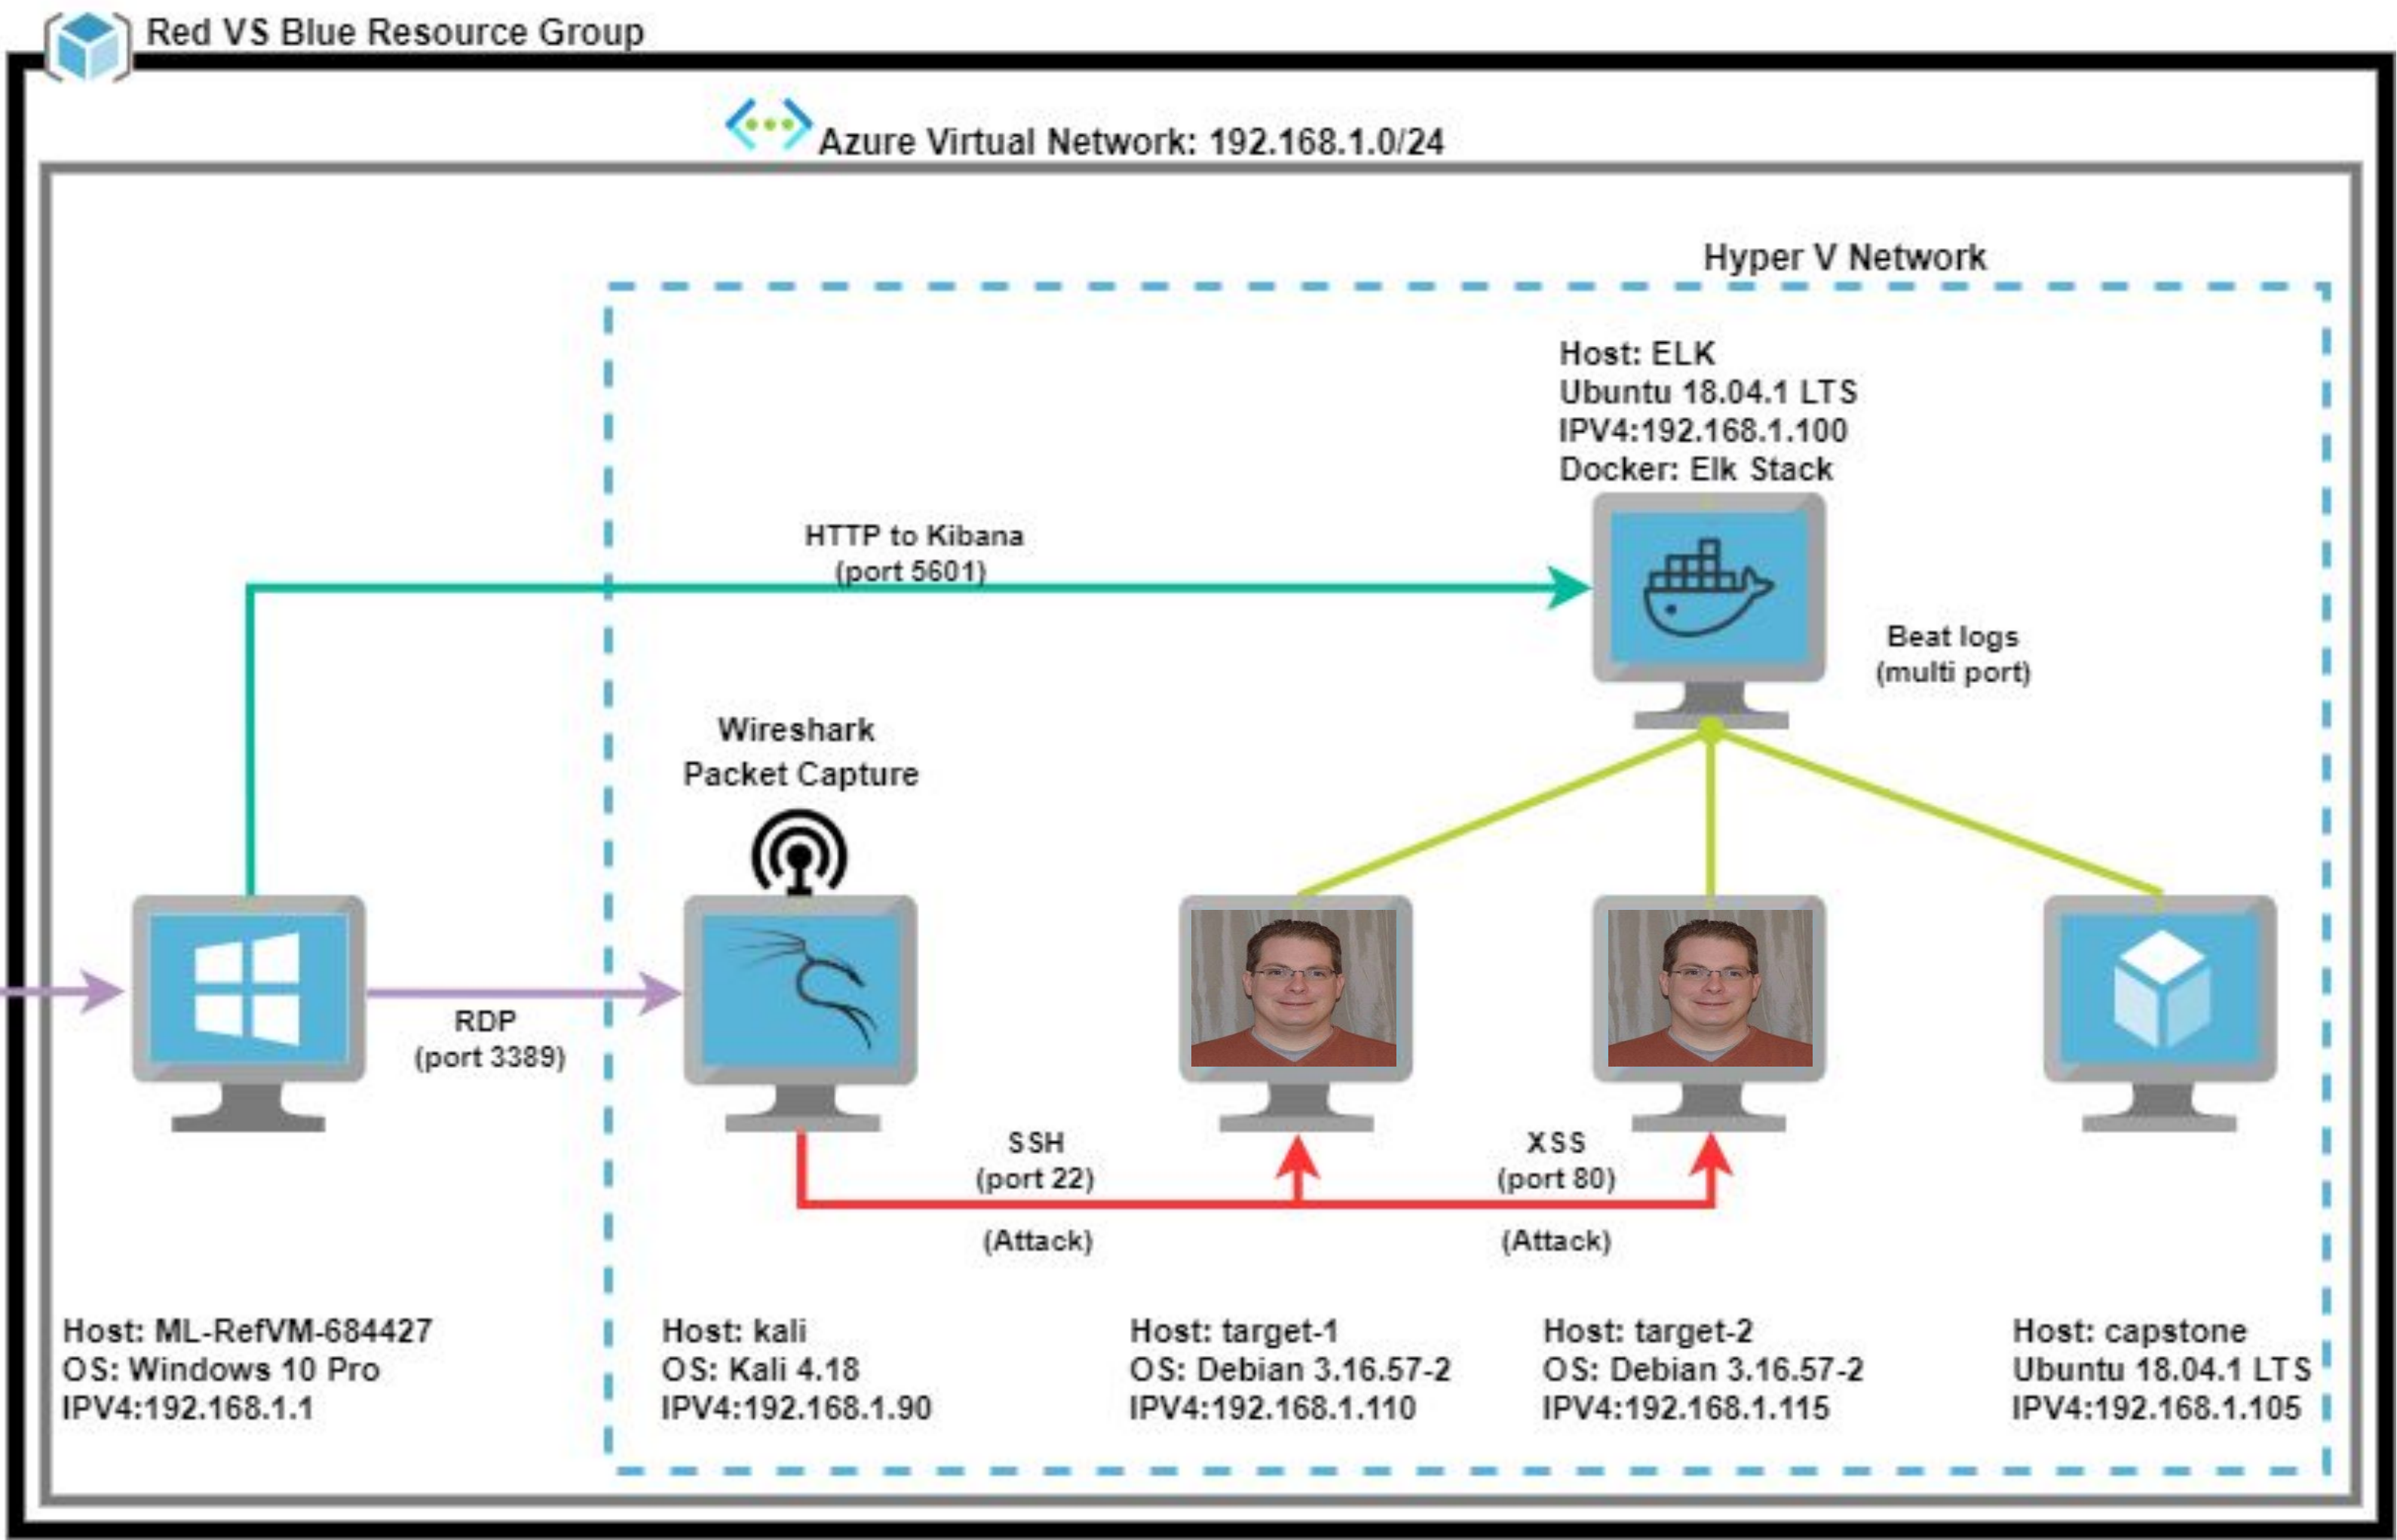 Red VS Blue Resource Group
Azure Virtual Network: 192.168.1.0/24
Hyper V Network
Host: ELK
Ubuntu 18.04.1 LTS
IPV4:192.168.1.100
Docker: Elk Stack
HTTP to Kibana
(port 5601)
Beat logs
(multi port)
Wireshark
Packet Capture
RDP
(port 3389)
SSH
(port 22)
(Attack)
XSS
(port 80)
(Attack)
Host: ML-RefVM-684427
OS: Windows 10 Pro
IPV4:192.168.1.1
Host: kali
OS: Kali 4.18
IPV4:192.168.1.90
Host: target-1
OS: Debian 3.16.57-2
IPV4:192.168.1.110
Host: target-2
OS: Debian 3.16.57-2
IPV4:192.168.1.115
Host: capstone
Ubuntu 18.04.1 LTS
IPV4:192.168.1.105